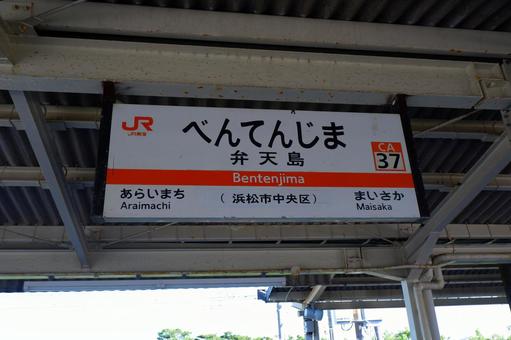 JR
JR東海
べんてんじま
弁天島
CA
37
Bentenjima
あらいまち
Araimachi
(浜松市中央区)
まいさか
Maisaka